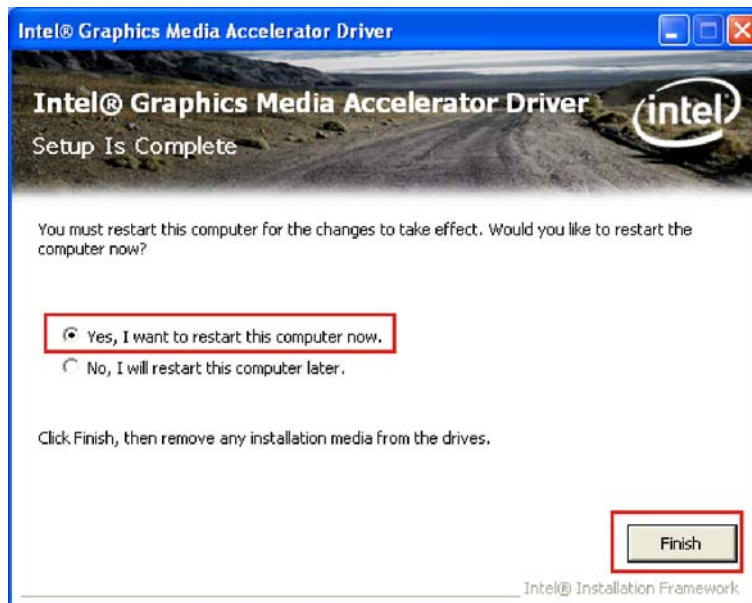 Intel® Graphics Media Accelerator Driver
Intel® Graphics Media Accelerator Driver
intel
Setup Is Complete
You must restart this computer for the changes to take effect. Would you like to restart the
computer now?
Yes, I want to restart this computer now.
No, I will restart this computer later.
Click Finish, then remove any installation media from the drives.
Finish
Intel® Installation Framework